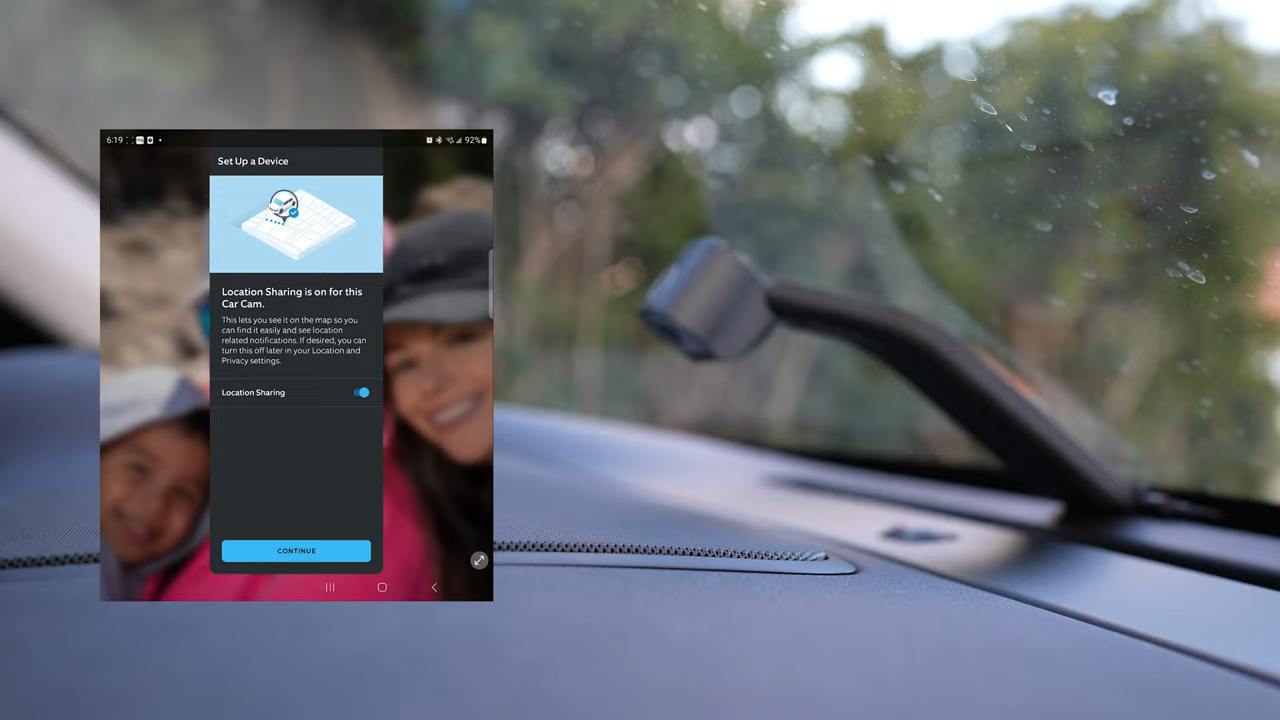 6:19
92%
Set Up a Device
Location Sharing is on for this
Car Cam.
This lets you see it on the map so you
can find it easily and see location
related notifications. If desired, you can
turn this off later in your Location and
Privacy settings.
Location Sharing
CONTINUE